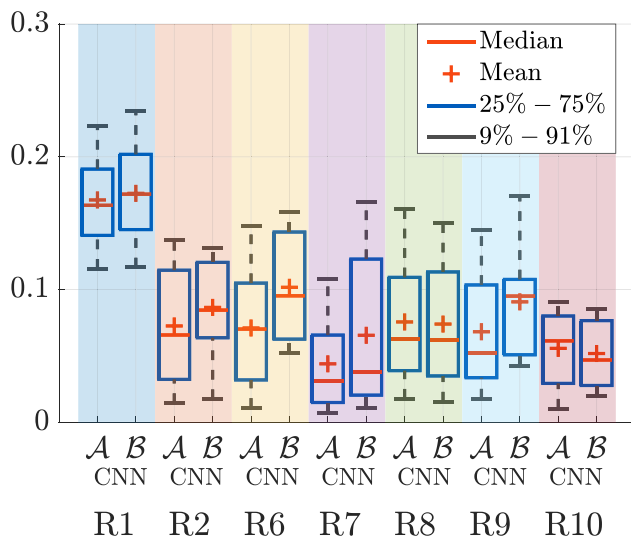 0.3
0.2
0.1
0
Median
Mean
25% – 75%
9% – 91%
𝒜 ℬ 𝒜 ℬ 𝒜 ℬ 𝒜 ℬ 𝒜 ℬ 𝒜 ℬ 𝒜 ℬ
CNN CNN CNN CNN CNN CNN CNN
R1 R2 R6 R7 R8 R9 R10